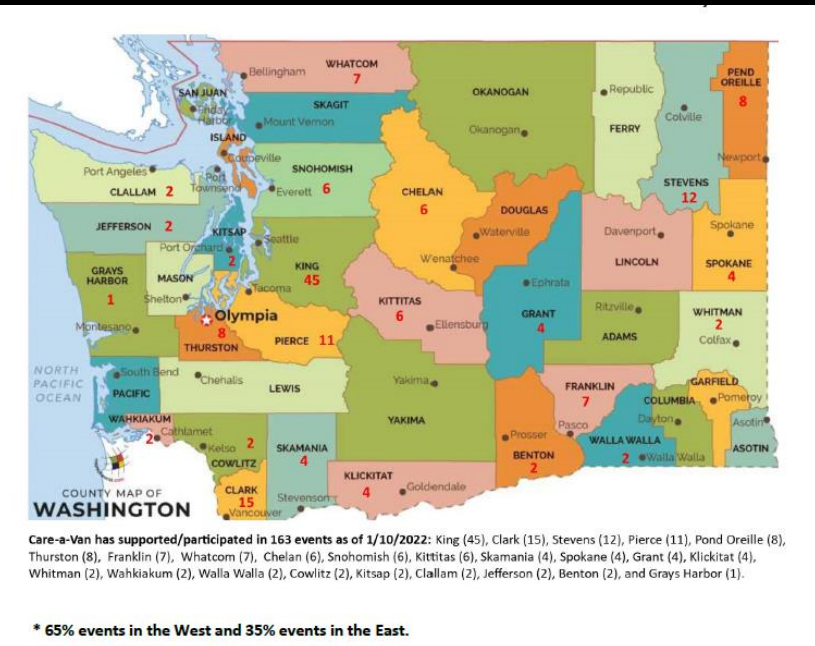 WHATCOM
7
Bellingham
SAN JUAN
Friday
Harbor
SKAGIT
Mount Vernon
ISLAND
Coupeville
OKANOGAN
Okanogan
Republic
FERRY
Colville
STEVENS
12
PEND
OREILLE
8
Newport
Port Angeles
CLALLAM 2
Port
Townsend
SNOHOMISH
6
Everett
CHELAN
6
Wenatchee
DOUGLAS
Waterville
JEFFERSON 2
KITSAP
2
Port Orchard
Seattle
KING
45
Davenport
LINCOLN
Spokane
SPOKANE
4
GRAYS
HARBOR
1
Montesano
MASON
Shelton
Tacoma
Olympia
8
THURSTON
PIERCE 11
KITTITAS
6
Ellensburg
Ephrata
GRANT
4
Ritzville
ADAMS
WHITMAN
2
Colfax
NORTH
PACIFIC
OCEAN
South Bend
PACIFIC
Chehalis
LEWIS
Yakima
YAKIMA
FRANKLIN
7
Pasco
COLUMBIA
Dayton
GARFIELD
Pomeroy
WAHKIAKUM
2
Cathlamet
Kelso
2
COWLITZ
SKAMANIA
4
Stevenson
Prosser
BENTON
2
WALLA WALLA
2
Walla Walla
Asotin
ASOTIN
CLARK
15
Vancouver
KLICKITAT
4
Goldendale
COUNTY MAP OF
WASHINGTON
Care-a-Van has supported/participated in 163 events as of 1/10/2022: King (45), Clark (15), Stevens (12), Pierce (11), Pond Oreille (8),
Thurston (8), Franklin (7), Whatcom (7), Chelan (6), Snohomish (6), Kittitas (6), Skamania (4), Spokane (4), Grant (4), Klickitat (4),
Whitman (2), Wahkiakum (2), Walla Walla (2), Cowlitz (2), Kitsap (2), Clallam (2), Jefferson (2), Benton (2), and Grays Harbor (1).
* 65% events in the West and 35% events in the East.